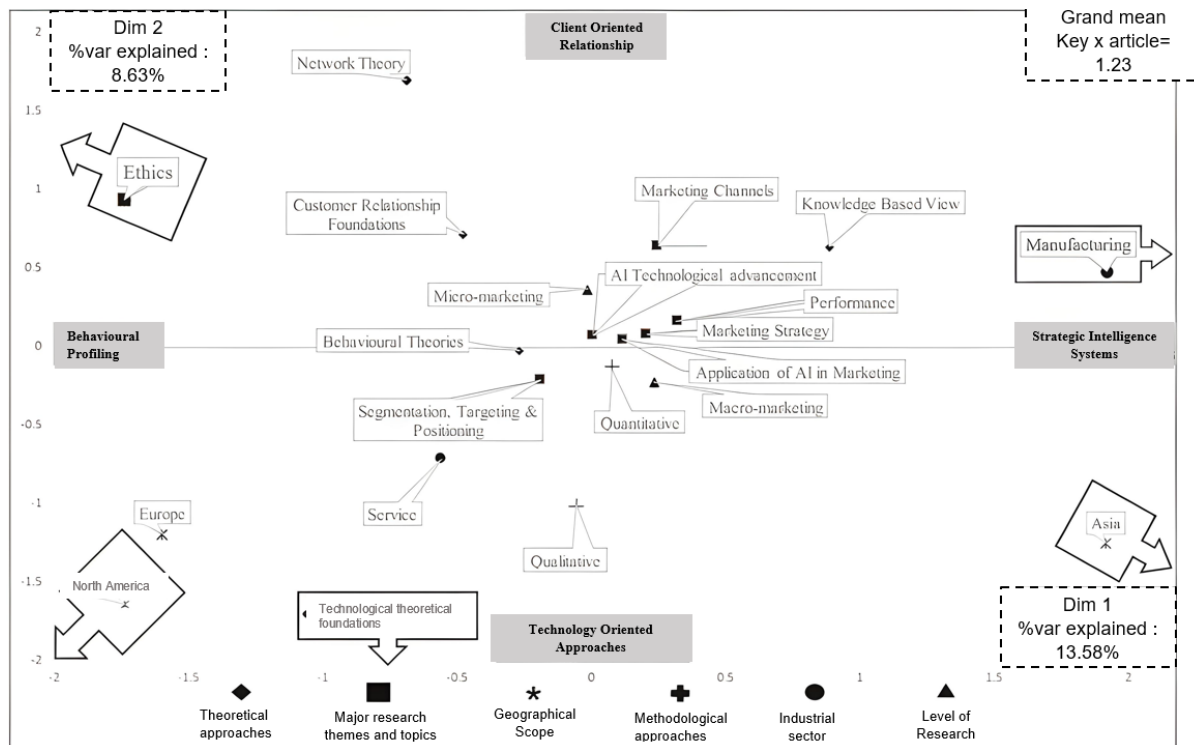 Dim 2
%var explained :
8.63%
Client Oriented
Relationship
Grand mean
Key x article=
1.23
2
Network Theory
1.5
Ethics
1
Marketing Channels
Knowledge Based View
Customer Relationship
Foundations
Manufacturing
0.5
AI Technological advancement
Micro-marketing
Performance
Behavioural
Profiling
0
Behavioural Theories
Marketing Strategy
Strategic Intelligence
Systems
Application of AI in Marketing
Segmentation, Targeting &
Positioning
Quantitative
Macro-marketing
-0.5
Service
-1
Europe
Asia
Qualitative
-1.5
North America
Technological theoretical
foundations
Technology Oriented
Approaches
Dim 1
%var explained :
13.58%
-2
-2
-1.5
-1
-0.5
0
0.5
1
1.5
2
Theoretical
approaches
Major research
themes and topics
Geographical
Scope
Methodological
approaches
Industrial
sector
Level of
Research